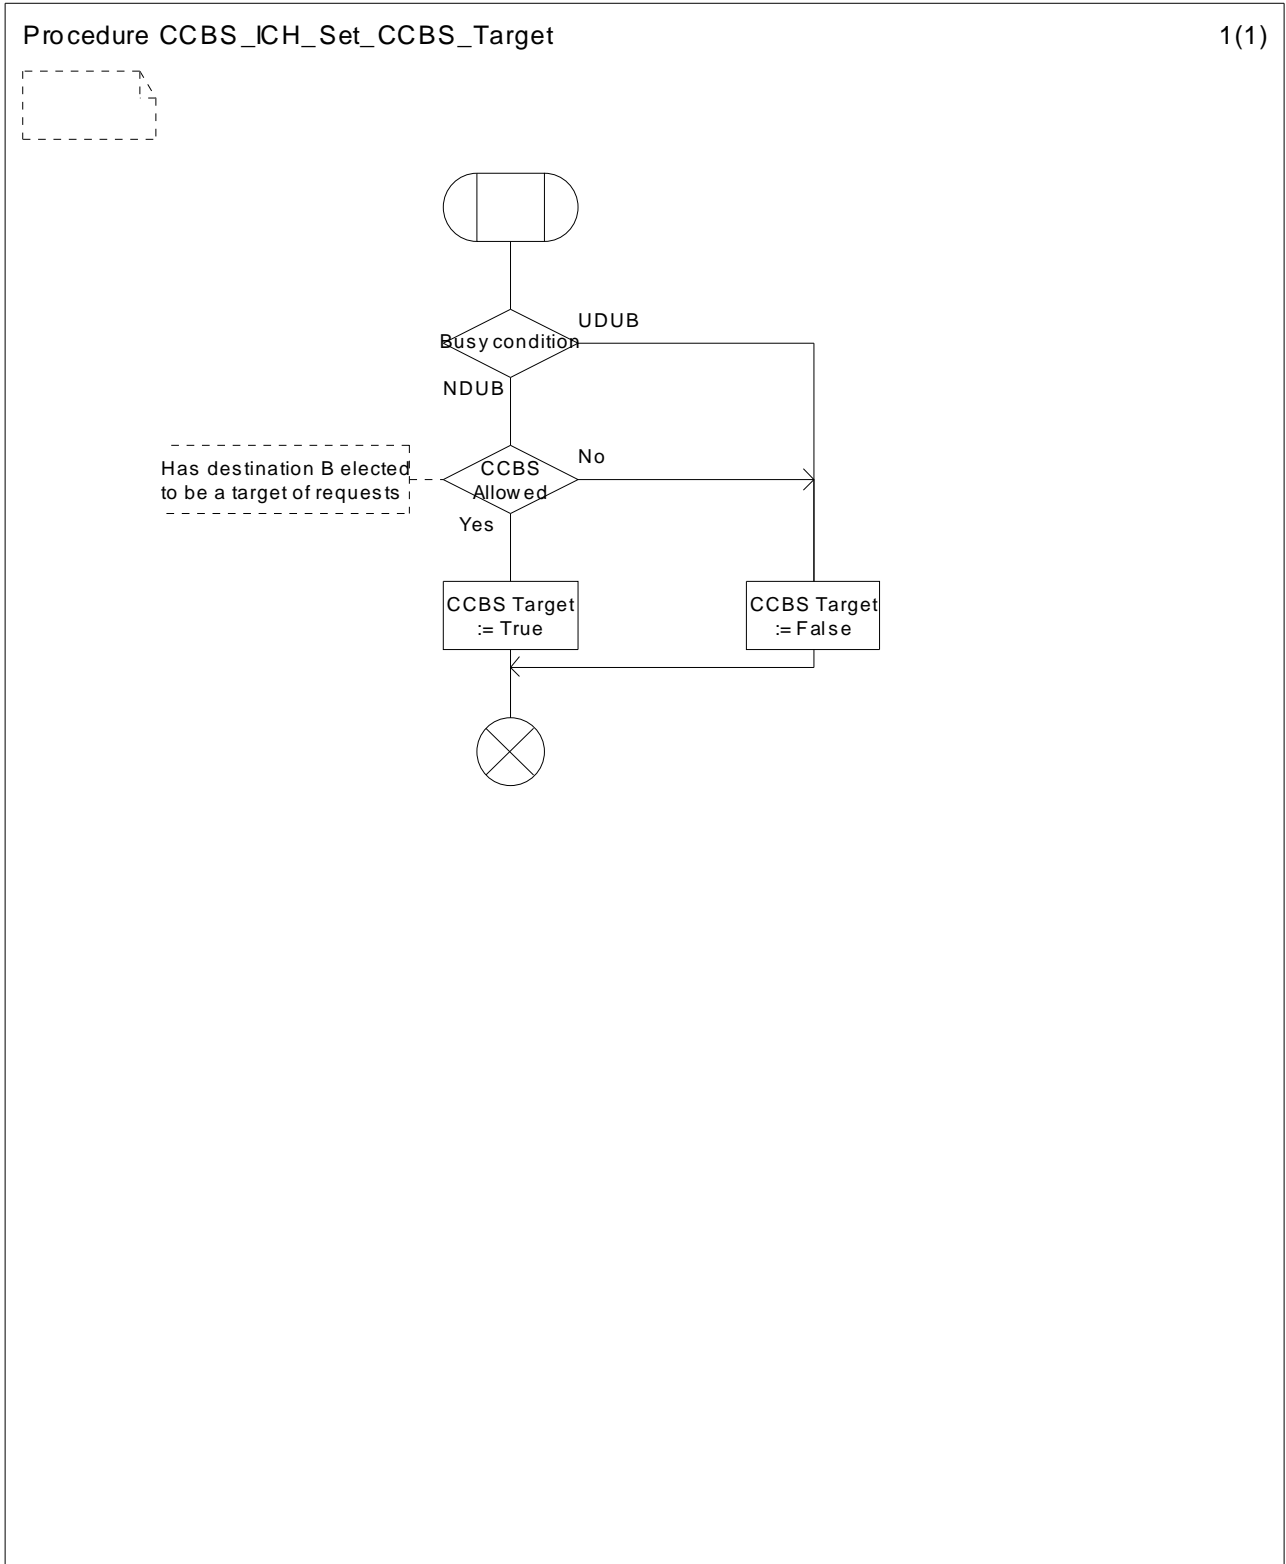 Procedure CCBS_ICH_Set_CCBS_Target
1(1)
Busy condition
UDUB
NDUB
Has destination B elected
to be a target of requests
CCBS
Allowed
No
Yes
CCBS Target
:= True
CCBS Target
:= False